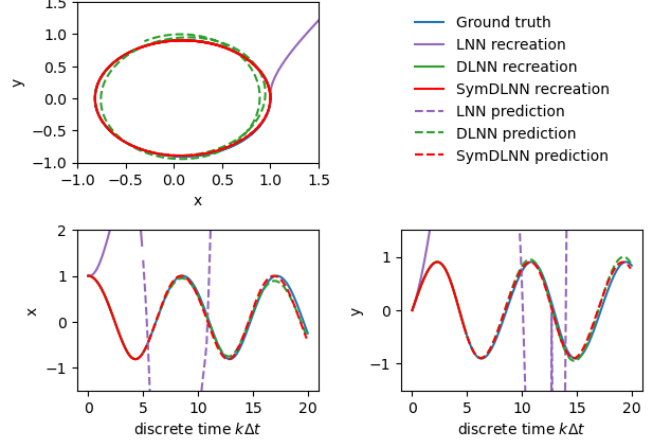 1.5
1.0
0.5
0.0
−0.5
−1.0
y
−1.0
−0.5
0.0
0.5
1.0
1.5
x
Ground truth
LNN recreation
DLNN recreation
SymDLNN recreation
LNN prediction
DLNN prediction
SymDLNN prediction
2
1
0
−1
x
0
5
10
15
20
discrete time kΔt
1
0
−1
y
0
5
10
15
20
discrete time kΔt